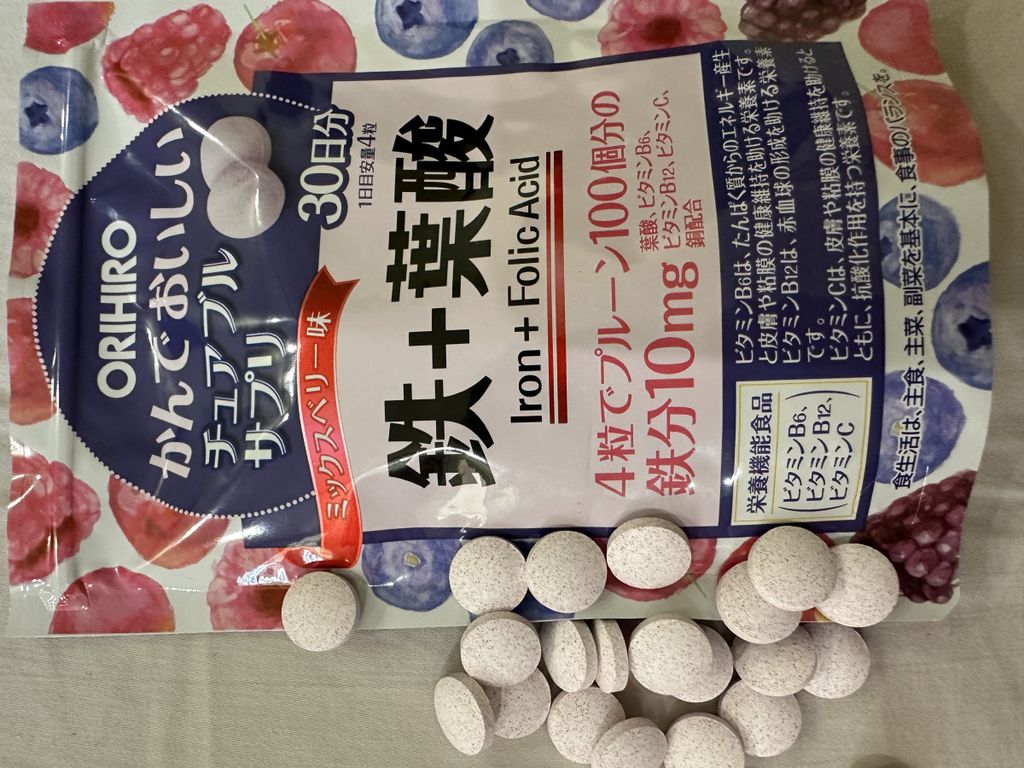 ORIHIRO
かんでおいしい
チュアブル
サプリ
30日分
1日目安量4粒
ミックスベリー味
鉄+葉酸
Iron + Folic Acid
4粒でプルーン100個分の
鉄分10mg
葉酸、ビタミンB6、
ビタミンB12、ビタミンC、
銅配合
栄養機能食品
(ビタミンB6、
ビタミンB12、
ビタミンC)
ビタミンB6は、たんぱく質からのエネルギー産生
と皮膚や粘膜の健康維持を助ける栄養素です。
ビタミンB12は、赤血球の形成を助ける栄養素
です。
ビタミンCは、皮膚や粘膜の健康維持を助けると
ともに、抗酸化作用を持つ栄養素です。
食生活は、主食、主菜、副菜を基本に、食事のバランスを。